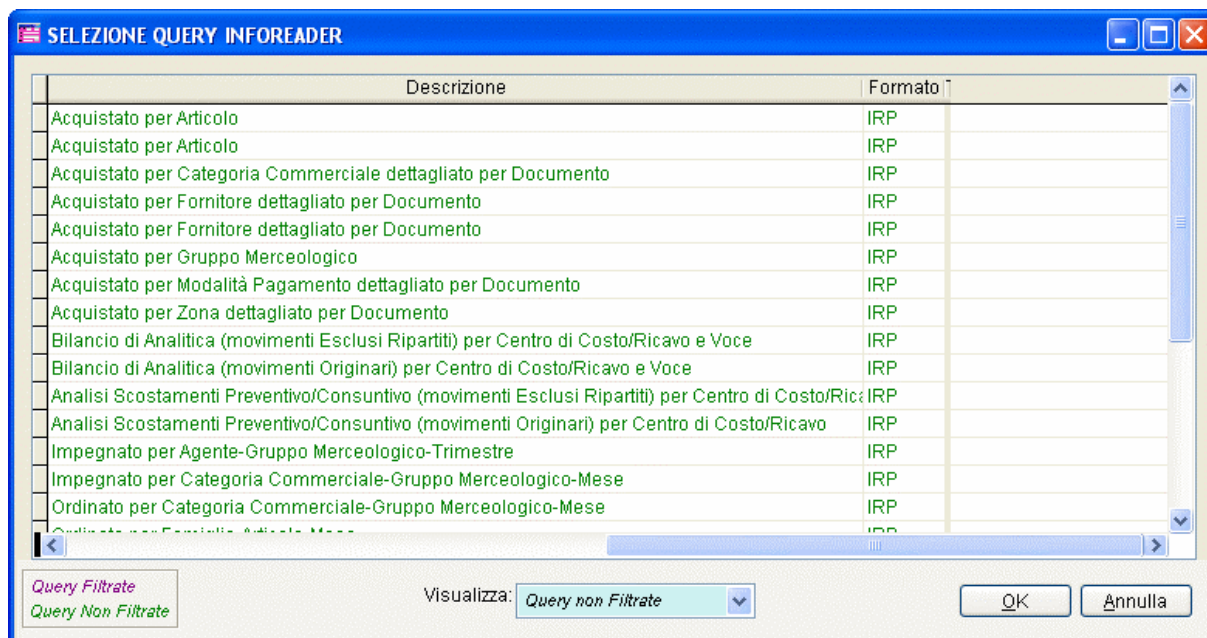 SELEZIONE QUERY INFOREADER
Descrizione Formato
Acquistato per Articolo IRP
Acquistato per Articolo IRP
Acquistato per Categoria Commerciale dettagliato per Documento IRP
Acquistato per Fornitore dettagliato per Documento IRP
Acquistato per Fornitore dettagliato per Documento IRP
Acquistato per Gruppo Merceologico IRP
Acquistato per Modalità Pagamento dettagliato per Documento IRP
Acquistato per Zona dettagliato per Documento IRP
Bilancio di Analitica (movimenti Esclusi Ripartiti) per Centro di Costo/Ricavo e Voce IRP
Bilancio di Analitica (movimenti Originari) per Centro di Costo/Ricavo e Voce IRP
Analisi Scostamenti Preventivo/Consuntivo (movimenti Esclusi Ripartiti) per Centro di Costo/Rica IRP
Analisi Scostamenti Preventivo/Consuntivo (movimenti Originari) per Centro di Costo/Ricavo IRP
Impegnato per Agente-Gruppo Merceologico-Trimestre IRP
Impegnato per Categoria Commerciale-Gruppo Merceologico-Mese IRP
Ordinato per Categoria Commerciale-Gruppo Merceologico-Mese IRP
Query Filtrate
Query Non Filtrate
Visualizza: Query non Filtrate
OK Annulla